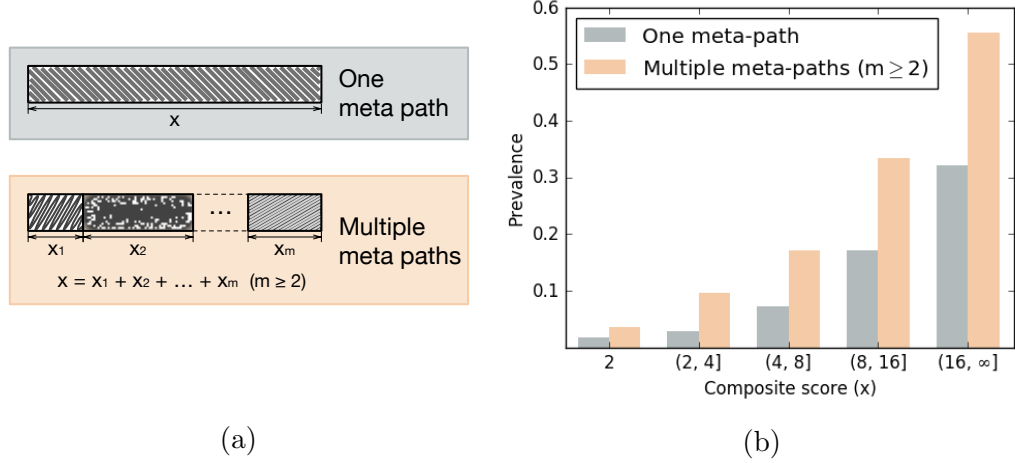 One
meta path
x
x1 x2 ... xm
Multiple
meta paths
x = x1 + x2 + ... + xm (m ≥ 2)
(a)
0.6
0.5
0.4
0.3
0.2
0.1
Prevalence
One meta-path
Multiple meta-paths (m ≥ 2)
2 (2, 4] (4, 8] (8, 16] (16, ∞]
Composite score (x)
(b)